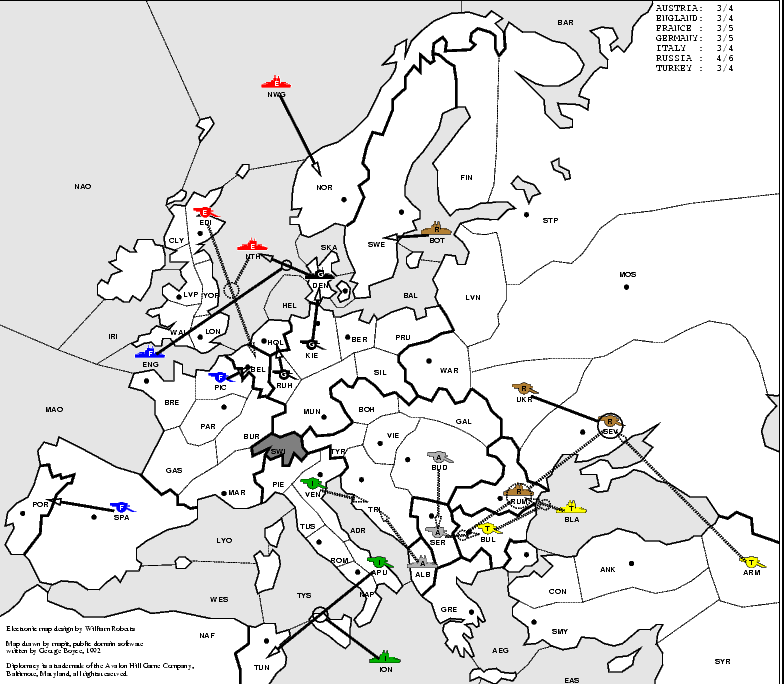 AUSTRIA: 3/4
ENGLAND: 3/4
FRANCE : 3/5
GERMANY: 3/5
ITALY : 3/4
RUSSIA : 4/6
TURKEY : 3/4
BAR
E
NWG
NAO
NOR
FIN
STP
E
EDI
CLY
E
NTH
SKA
SWE
R
BOT
MOS
G
DEN
LVP
YOR
HEL
BAL
LVN
IRI
WAL
LON
F
ENG
HOL
G
KIE
BER
PRU
BEL
F
PIC
G
RUH
SIL
WAR
R
UKR
MAO
BRE
MUN
BOH
GAL
R
SEV
PAR
BUR
VIE
SWI
TYR
A
BUD
GAS
MAR
PIE
I
VEN
R
RUM
POR
F
SPA
TRI
T
BLA
TUS
ADR
A
SER
T
BUL
LYO
ROM
I
APU
A
ALB
ANK
T
ARM
WES
TYS
NAP
GRE
CON
Electronic map design by William Roberts
NAF
SMY
Map drawn by mapit, public domain software
written by George Boyce, 1992
AEG
SYR
Diplomacy is a trademark of the Avalon Hill Game Company,
Baltimore, Maryland, all rights reserved.
TUN
I
ION
EAS